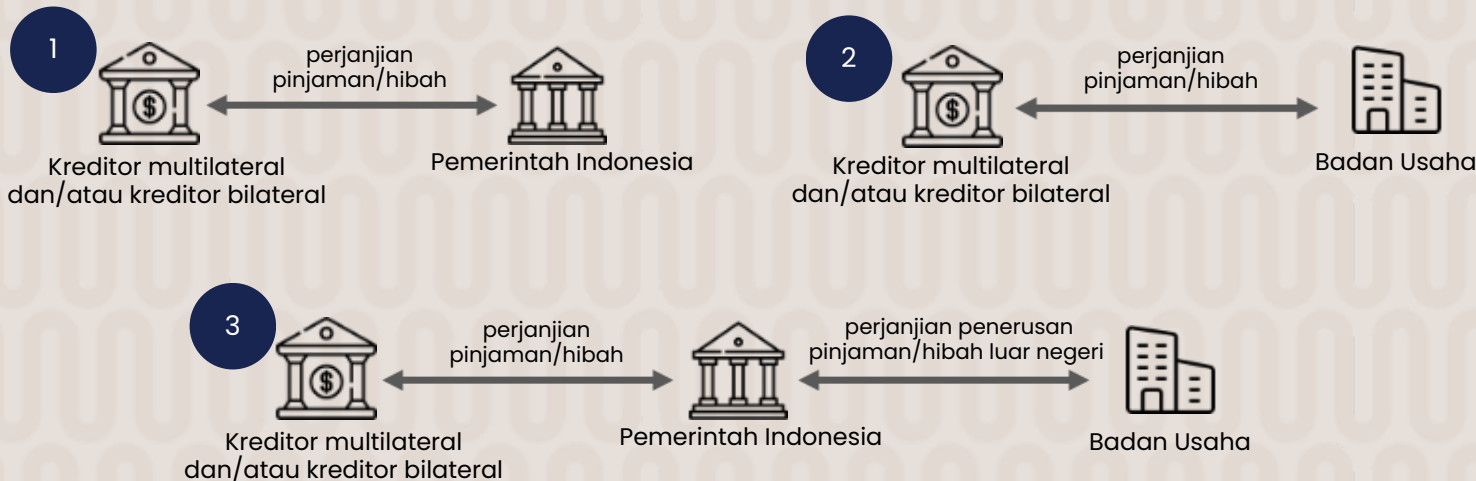 1
perjanjian
pinjaman/hibah
Kreditor multilateral
dan/atau kreditor bilateral
Pemerintah Indonesia
2
perjanjian
pinjaman/hibah
Kreditor multilateral
dan/atau kreditor bilateral
Badan Usaha
3
perjanjian
pinjaman/hibah
perjanjian penerusan
pinjaman/hibah luar negeri
Kreditor multilateral
dan/atau kreditor bilateral
Pemerintah Indonesia
Badan Usaha